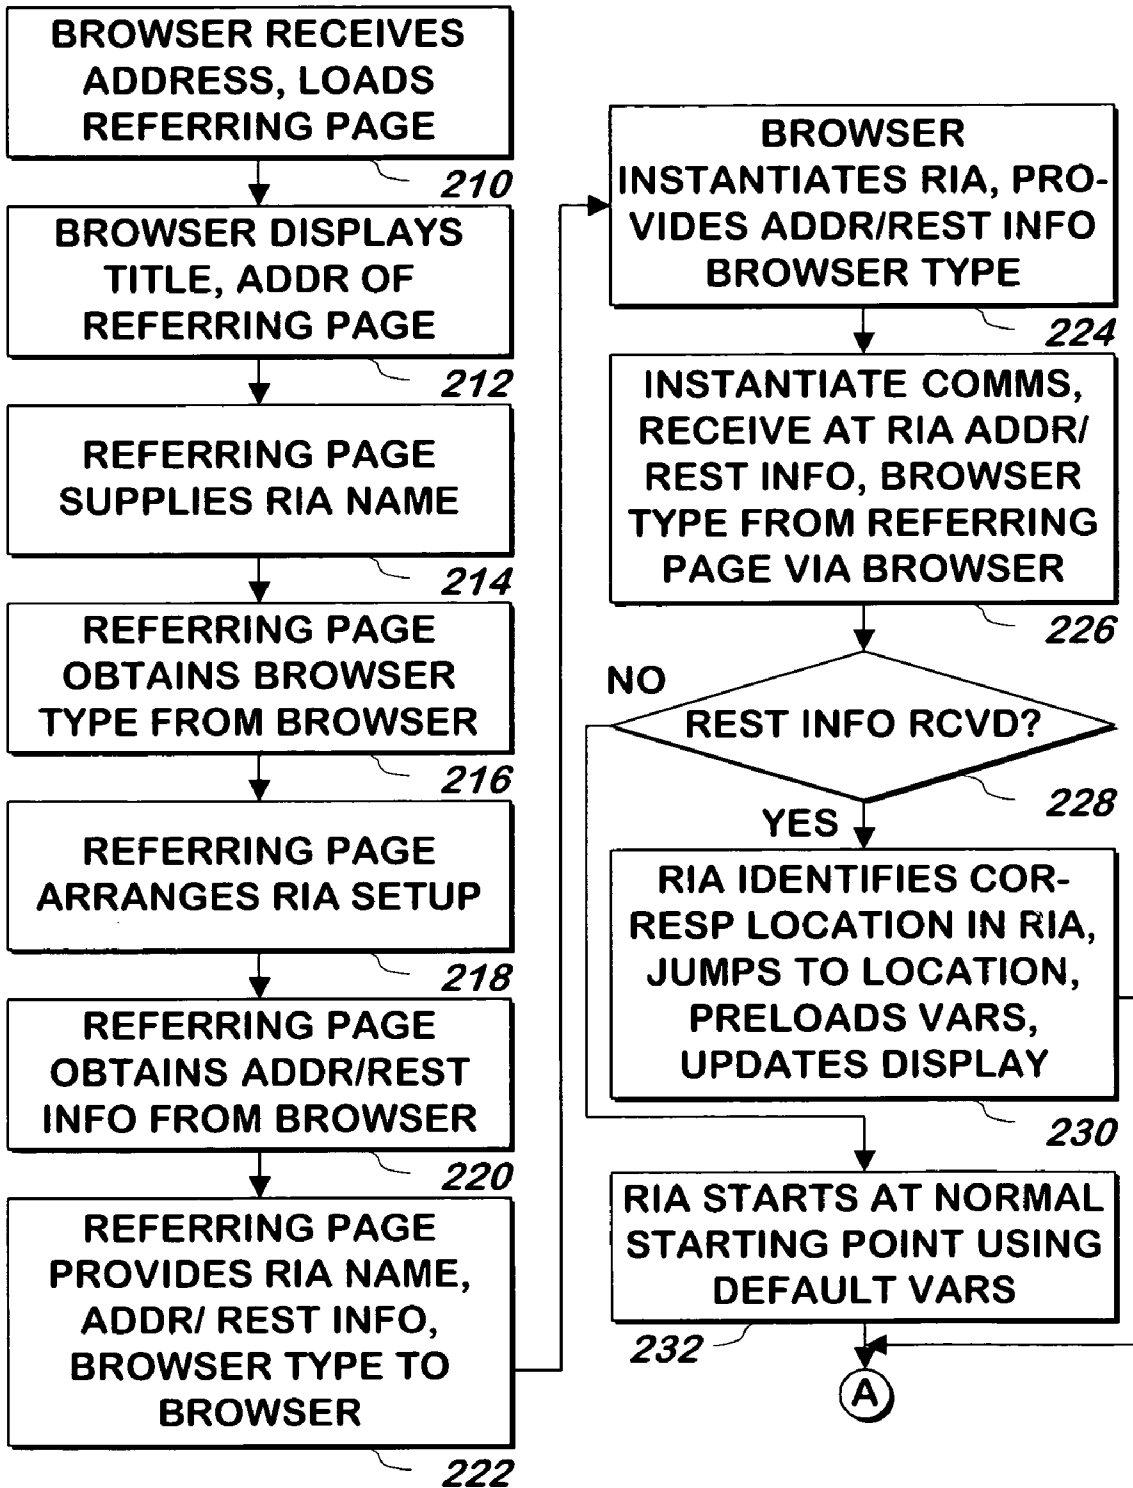 BROWSER RECEIVES
ADDRESS, LOADS
REFERRING PAGE
210
BROWSER DISPLAYS
TITLE, ADDR OF
REFERRING PAGE
212
REFERRING PAGE
SUPPLIES RIA NAME
214
REFERRING PAGE
OBTAINS BROWSER
TYPE FROM BROWSER
216
REFERRING PAGE
ARRANGES RIA SETUP
218
REFERRING PAGE
OBTAINS ADDR/REST
INFO FROM BROWSER
220
REFERRING PAGE
PROVIDES RIA NAME,
ADDR/ REST INFO,
BROWSER TYPE TO
BROWSER
222
BROWSER
INSTANTIATES RIA, PRO-
VIDES ADDR/REST INFO
BROWSER TYPE
224
INSTANTIATE COMMS,
RECEIVE AT RIA ADDR/
REST INFO, BROWSER
TYPE FROM REFERRING
PAGE VIA BROWSER
226
NO
REST INFO RCVD?
228
YES
RIA IDENTIFIES COR-
RESP LOCATION IN RIA,
JUMPS TO LOCATION,
PRELOADS VARS,
UPDATES DISPLAY
230
RIA STARTS AT NORMAL
STARTING POINT USING
DEFAULT VARS
232
A